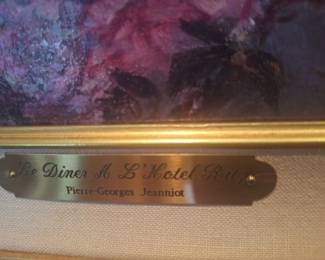 Le Diner A L'Hotel Ritz
Pierre-Georges Jeanniot